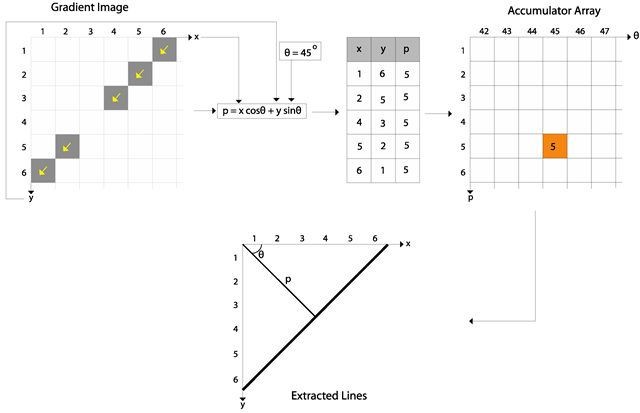 Gradient Image
1 2 3 4 5 6 x
1
2
3
4
5
6
y
θ = 45°
p = x cosθ + y sinθ
x y p
1 6 5
2 5 5
4 3 5
5 2 5
6 1 5
Accumulator Array
42 43 44 45 46 47 θ
1
2
3
4
5 5
6
p
1 2 3 4 5 6 x
θ
1
2
p
3
4
5
6
y
Extracted Lines